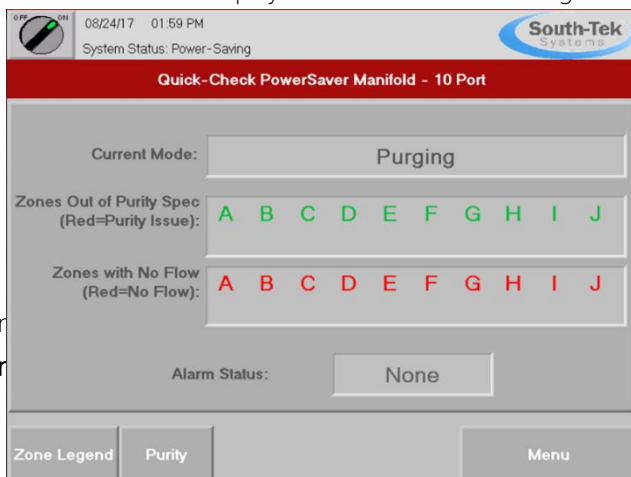 OFF ON
08/24/17 01:59 PM
System Status: Power-Saving
South-Tek
Systems
Quick-Check PowerSaver Manifold - 10 Port
Current Mode: Purging
Zones Out of Purity Spec
(Red=Purity Issue): A B C D E F G H I J
Zones with No Flow
(Red=No Flow): A B C D E F G H I J
Alarm Status: None
Zone Legend Purity Menu